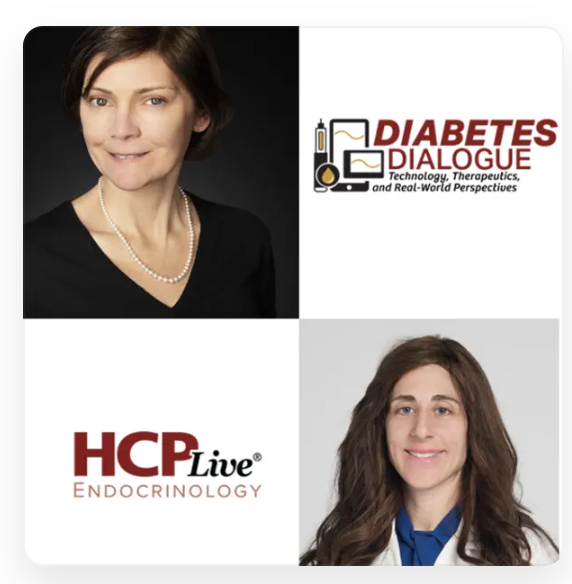 DIABETES
DIALOGUE
Technology, Therapeutics,
and Real-World Perspectives
HCPLive®
ENDOCRINOLOGY